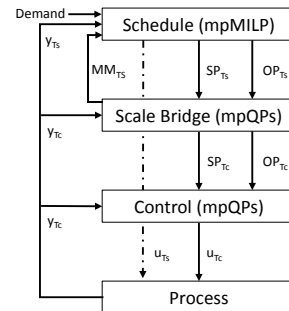 Demand
Schedule (mpMILP)
y_Ts
MM_TS
SP_Ts
OP_Ts
Scale Bridge (mpQPs)
y_Tc
SP_Tc
OP_Tc
Control (mpQPs)
y_Tc
u_Ts
u_Tc
Process